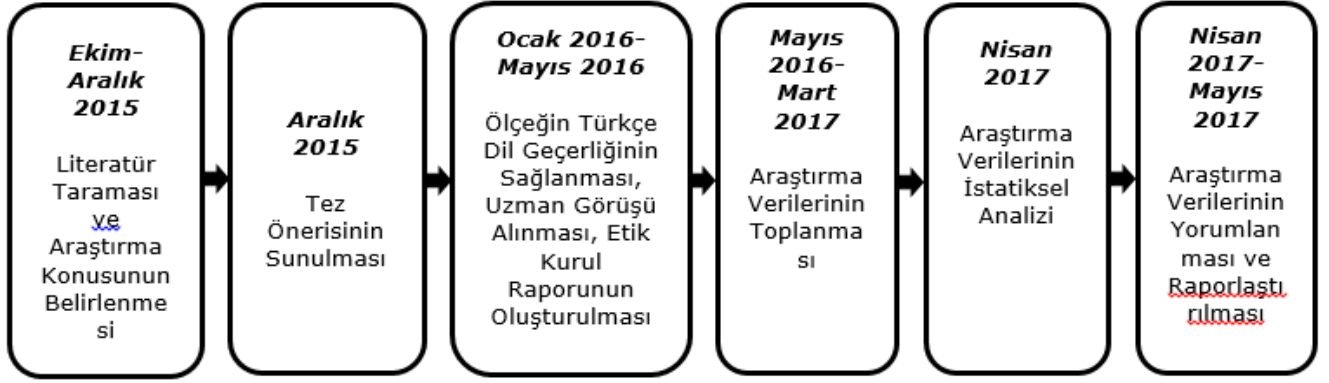 Ekim-
Aralık
2015
Literatür
Taraması
ve
Araştırma
Konusunun
Belirlenme
si
Aralık
2015
Tez
Önerisinin
Sunulması
Ocak 2016-
Mayıs 2016
Ölçeğin Türkçe
Dil Geçerliğinin
Sağlanması,
Uzman Görüşü
Alınması, Etik
Kurul
Raporunun
Oluşturulması
Mayıs
2016-
Mart
2017
Araştırma
Verilerinin
Toplanma
sı
Nisan
2017
Araştırma
Verilerinin
İstatiksel
Analizi
Nisan
2017-
Mayıs
2017
Araştırma
Verilerinin
Yorumlan
ması ve
Raporlaştı
rılması